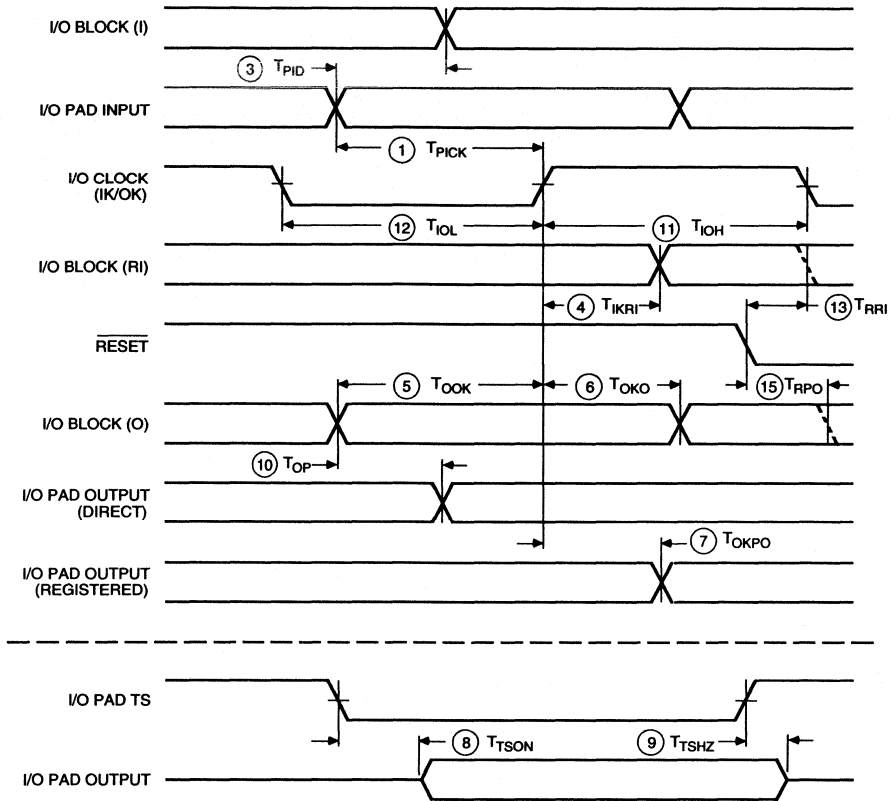 I/O BLOCK (I)
3 TPID
I/O PAD INPUT
1 TPICK
I/O CLOCK
(IK/OK)
12 TIOL
11 TIOH
I/O BLOCK (RI)
4 TIKRI
13 TRRI
RESET
5 TOOK
6 TOKO
15 TRPO
I/O BLOCK (O)
10 TOP
I/O PAD OUTPUT
(DIRECT)
7 TOKPO
I/O PAD OUTPUT
(REGISTERED)
I/O PAD TS
8 TTSON
9 TTSHZ
I/O PAD OUTPUT